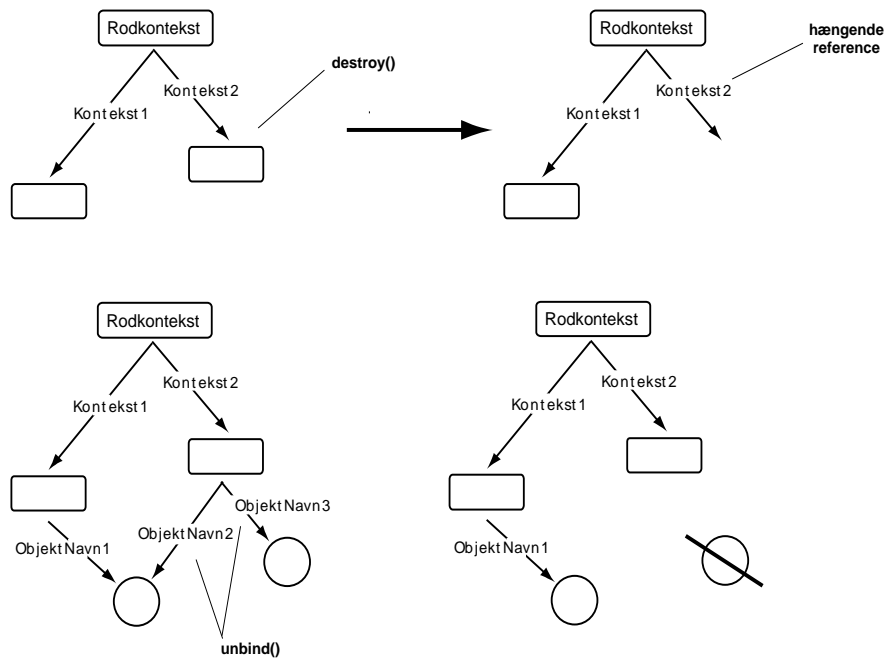 Rodkontekst
Kontekst1
Kontekst2
destroy()
Rodkontekst
Kontekst1
Kontekst2
hængende
reference
Rodkontekst
Kontekst1
Kontekst2
ObjektNavn1
ObjektNavn2
ObjektNavn3
unbind()
Rodkontekst
Kontekst1
Kontekst2
ObjektNavn1